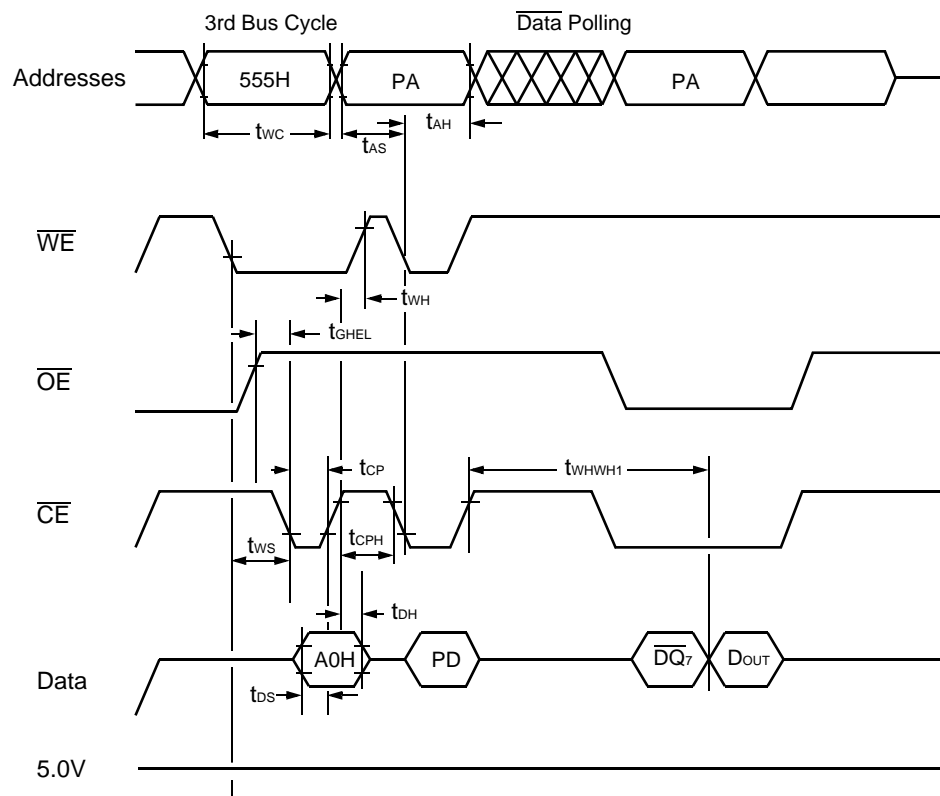 3rd Bus Cycle
Data Polling
Addresses
555H
PA
PA
tWC
tAS
tAH
WE
tWH
tGHEL
OE
tCP
tWHWH1
CE
tWS
tCPH
tDH
A0H
PD
DQ7
DOUT
Data
tDS
5.0V